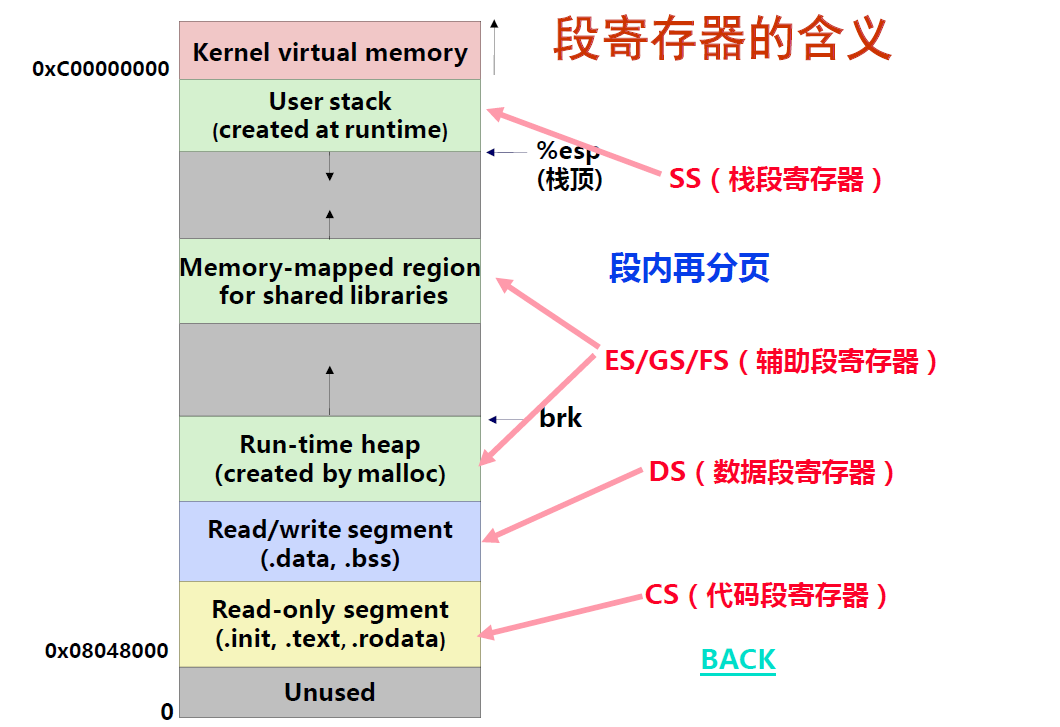 段寄存器的含义
Kernel virtual memory
0xC00000000
User stack
(created at runtime)
%esp
(栈顶)
SS（栈段寄存器）
Memory-mapped region
for shared libraries
段内再分页
ES/GS/FS（辅助段寄存器）
brk
Run-time heap
(created by malloc)
DS（数据段寄存器）
Read/write segment
(.data, .bss)
CS（代码段寄存器）
Read-only segment
(.init, .text, .rodata)
0x08048000
BACK
Unused
0